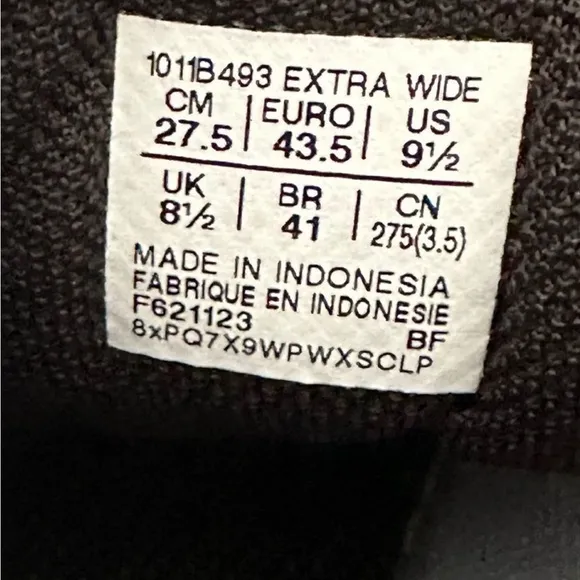 1011B493 EXTRA WIDE
CM | EURO | US
27.5 | 43.5 | 9½
UK | BR | CN
8½ | 41 | 275(3.5)
MADE IN INDONESIA
FABRIQUE EN INDONESIE
F621123 BF
8xPQ7X9WPWXSCLP